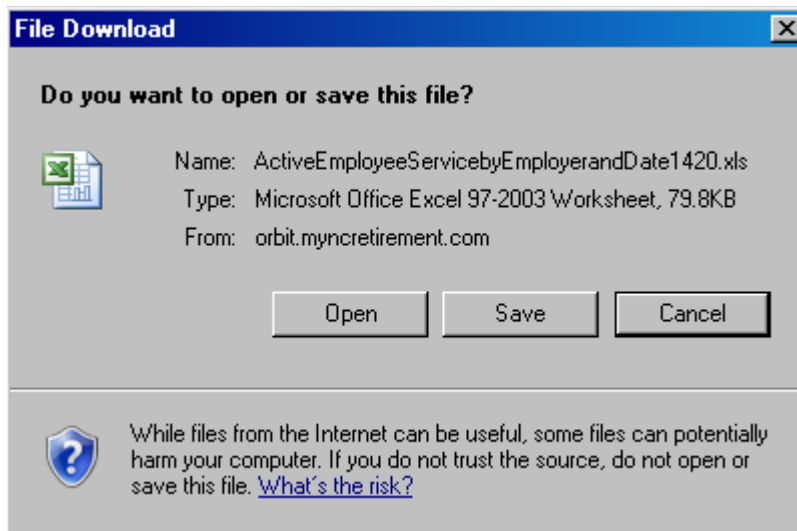 File Download
Do you want to open or save this file?
Name: ActiveEmployeeServicebyEmployerandDate1420.xls
Type: Microsoft Office Excel 97-2003 Worksheet, 79.8KB
From: orbit.myncretirement.com
Open Save Cancel
While files from the Internet can be useful, some files can potentially
harm your computer. If you do not trust the source, do not open or
save this file. What's the risk?